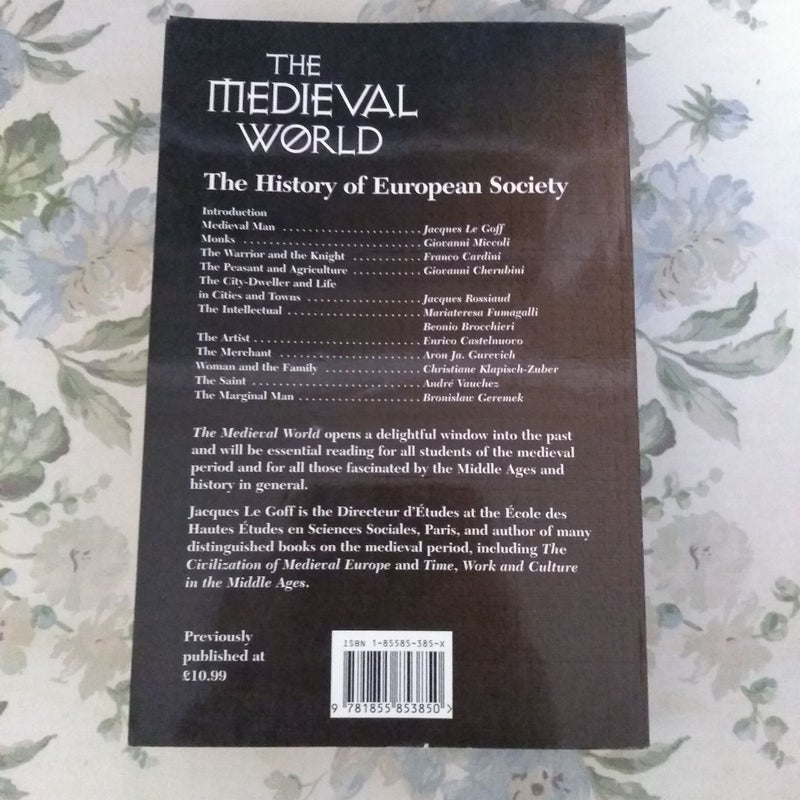 THE
MEDIEVAL
WORLD
The History of European Society
Introduction
Medieval Man ...................... Jacques Le Goff
Monks ............................. Giovanni Miccoli
The Warrior and the Knight ............ Franco Cardini
The Peasant and Agriculture ........... Giovanni Cherubini
The City-Dweller and Life
in Cities and Towns .................. Jacques Rossiaud
The Intellectual ..................... Mariateresa Fumagalli
Beonio Brocchieri
The Artist .......................... Enrico Castelnuovo
The Merchant ...................... Aron Ja. Gurevich
Woman and the Family ............... Christiane Klapisch-Zuber
The Saint .......................... André Vauchez
The Marginal Man ................... Bronislaw Geremek
The Medieval World opens a delightful window into the past
and will be essential reading for all students of the medieval
period and for all those fascinated by the Middle Ages and
history in general.
Jacques Le Goff is the Directeur d'Études at the École des
Hautes Études en Sciences Sociales, Paris, and author of many
distinguished books on the medieval period, including The
Civilization of Medieval Europe and Time, Work and Culture
in the Middle Ages.
Previously
published at
£10.99
ISBN 1-85585-385-X
9 781855 853850 >